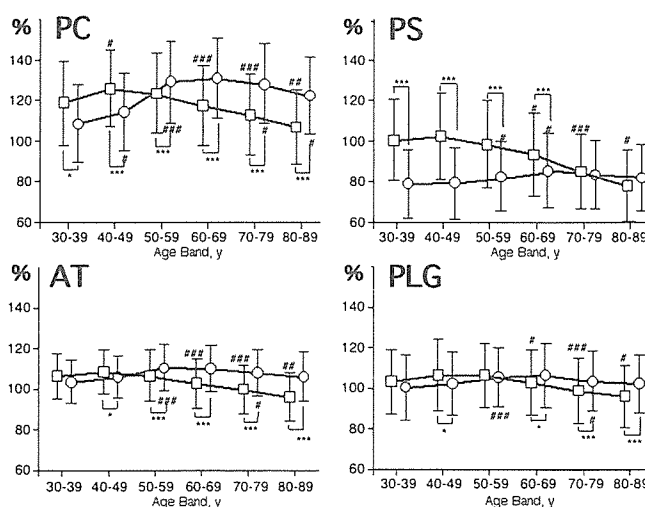 % PC
140
120
100
80
60
# ### ### ##
### # #
#
* *** *** *** *** ***
30-39 40-49 50-59 60-69 70-79 80-89
Age Band, y
% PS
140
120
100
80
60
*** *** *** ***
# ### #
# #
30-39 40-49 50-59 60-69 70-79 80-89
Age Band, y
% AT
140
120
100
80
60
### ### ##
### #
* *** *** *** ***
30-39 40-49 50-59 60-69 70-79 80-89
Age Band, y
% PLG
140
120
100
80
60
# ### #
### #
* * *** ***
30-39 40-49 50-59 60-69 70-79 80-89
Age Band, y